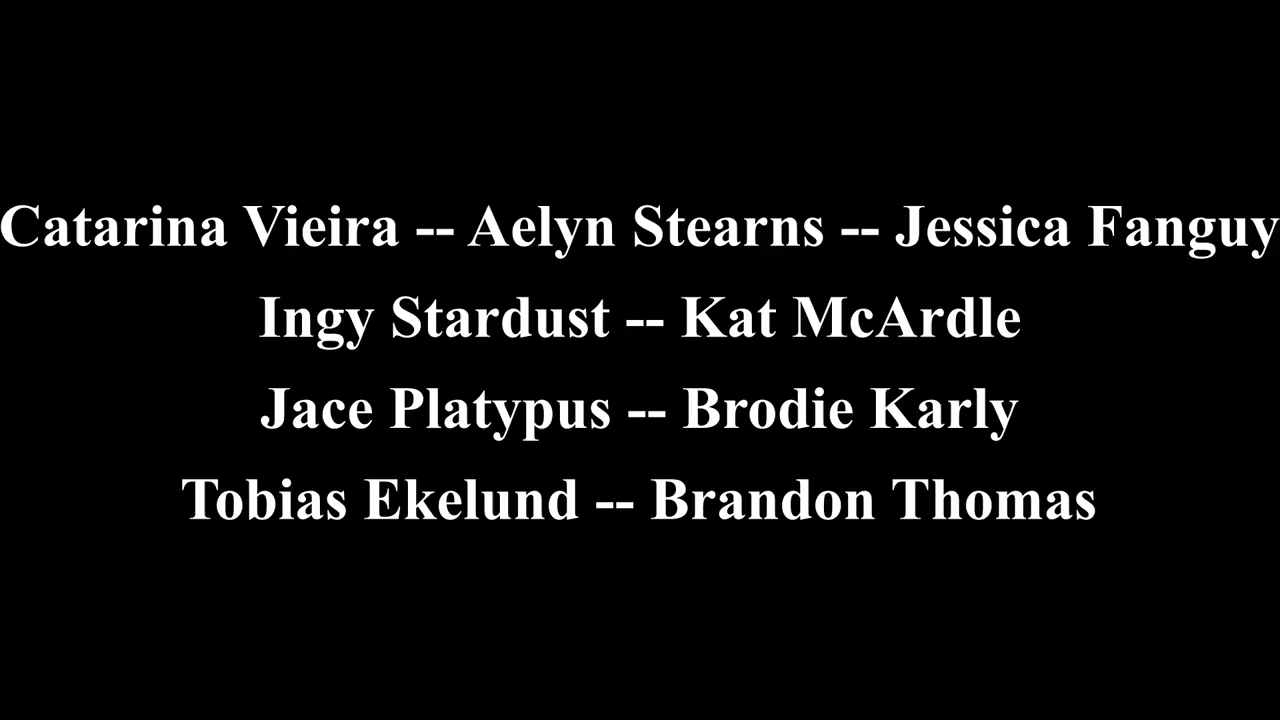 Catarina Vieira -- Aelyn Stearns -- Jessica Fanguy
Ingy Stardust -- Kat McArdle
Jace Platypus -- Brodie Karly
Tobias Ekelund -- Brandon Thomas